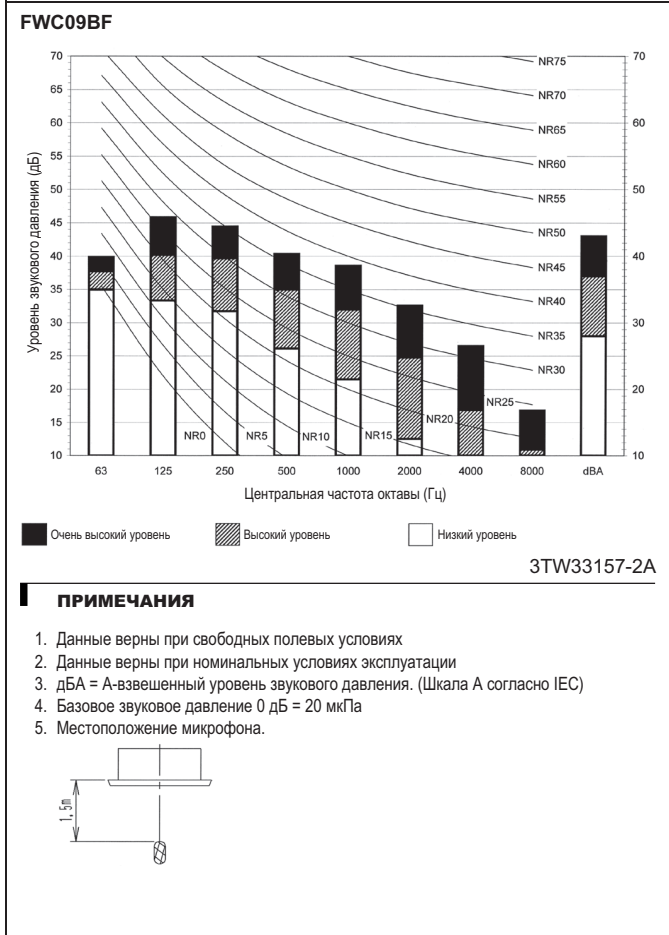 FWC09BF
70
65
60
55
50
45
40
35
30
25
20
15
10
70
60
50
40
30
20
10
Уровень звукового давления (дБ)
NR75
NR70
NR65
NR60
NR55
NR50
NR45
NR40
NR35
NR30
NR25
NR20
NR15
NR10
NR5
NR0
63 125 250 500 1000 2000 4000 8000 dBA
Центральная частота октавы (Гц)
Очень высокий уровень Высокий уровень Низкий уровень
3TW33157-2A
ПРИМЕЧАНИЯ
1. Данные верны при свободных полевых условиях
2. Данные верны при номинальных условиях эксплуатации
3. дБА = А-взвешенный уровень звукового давления. (Шкала А согласно IEC)
4. Базовое звуковое давление 0 дБ = 20 мкПа
5. Местоположение микрофона.
1,5m